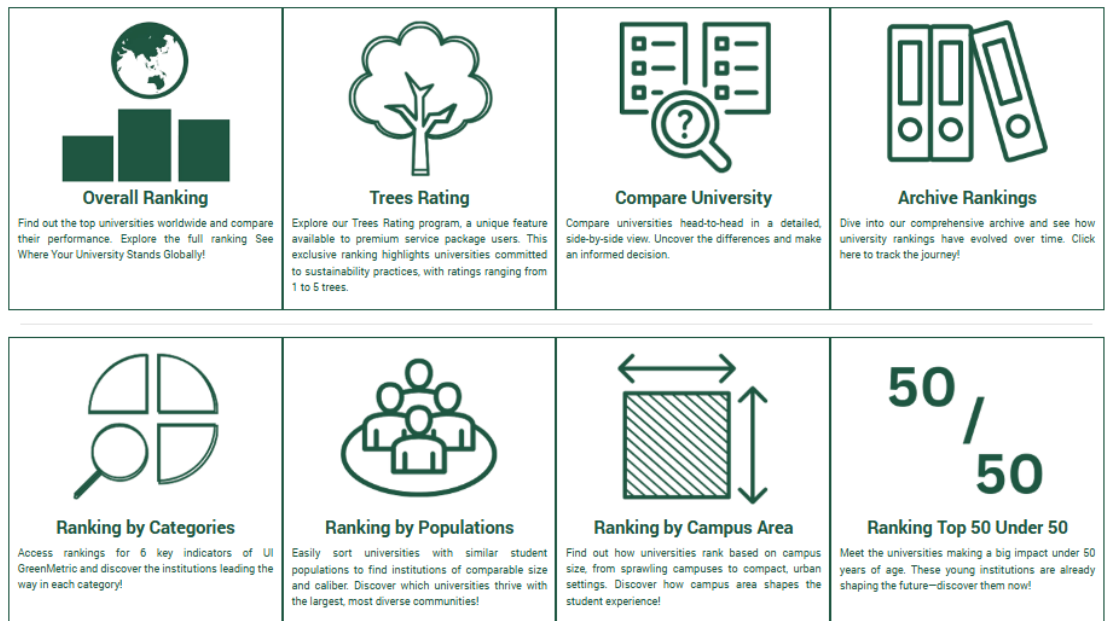 Overall Ranking
Find out the top universities worldwide and compare
their performance. Explore the full ranking See
Where Your University Stands Globally!
Trees Rating
Explore our Trees Rating program, a unique feature
available to premium service package users. This
exclusive ranking highlights universities committed
to sustainability practices, with ratings ranging from
1 to 5 trees.
?
Compare University
Compare universities head-to-head in a detailed,
side-by-side view. Uncover the differences and make
an informed decision.
Archive Rankings
Dive into our comprehensive archive and see how
university rankings have evolved over time. Click
here to track the journey!
Ranking by Categories
Access rankings for 6 key indicators of UI
GreenMetric and discover the institutions leading the
way in each category!
Ranking by Populations
Easily sort universities with similar student
populations to find institutions of comparable size
and caliber. Discover which universities thrive with
the largest, most diverse communities!
Ranking by Campus Area
Find out how universities rank based on campus
size, from sprawling campuses to compact, urban
settings. Discover how campus area shapes the
student experience!
50
/
50
Ranking Top 50 Under 50
Meet the universities making a big impact under 50
years of age. These young institutions are already
shaping the future—discover them now!